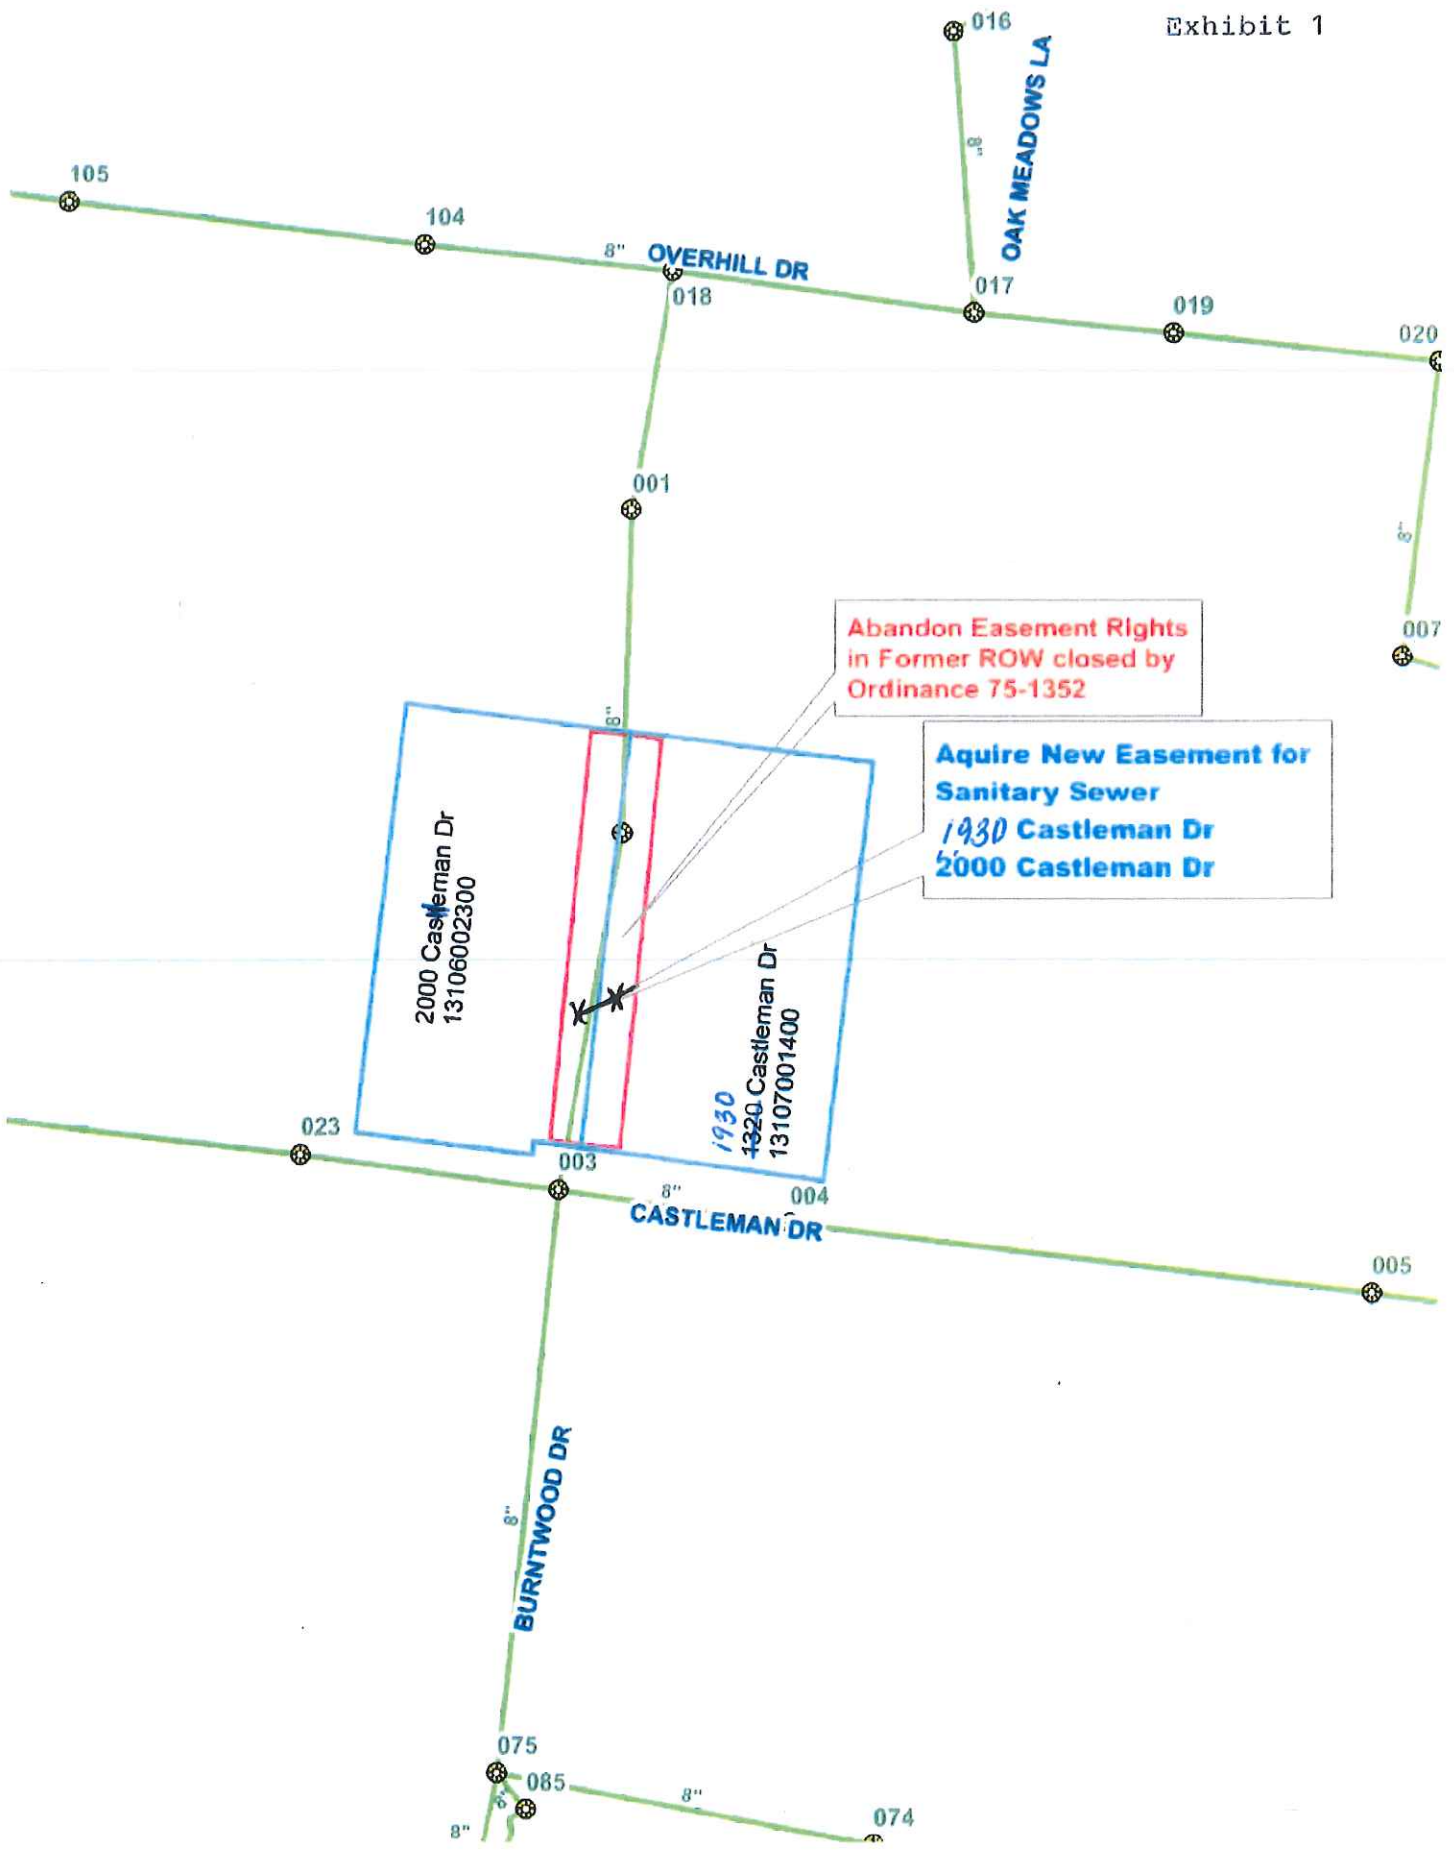 Exhibit 1
016
OAK MEADOWS LA
8"
105
104
8"
OVERHILL DR
018
017
019
020
001
8"
007
Abandon Easement Rights
in Former ROW closed by
Ordinance 75-1352
8"
Aquire New Easement for
Sanitary Sewer
1930 Castleman Dr
2000 Castleman Dr
2000 Castleman Dr
13106002300
1930
1320 Castleman Dr
13107001400
023
003
8"
004
CASTLEMAN DR
005
8"
BURNTWOOD DR
075
085
8"
8"
8"
074